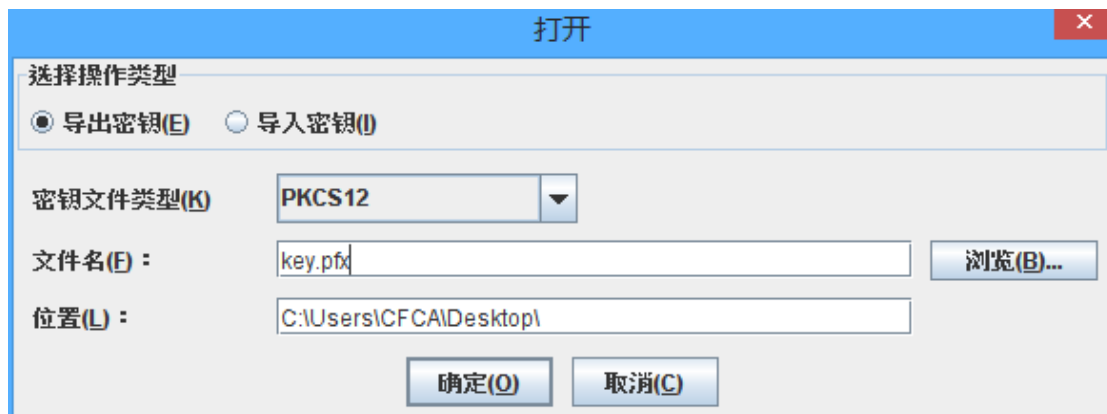 打开
选择操作类型
导出密钥(E) 导入密钥(I)
密钥文件类型(K) PKCS12
文件名(F)： key.pfx 浏览(B)...
位置(L)： C:\Users\CFCA\Desktop\
确定(O) 取消(C)